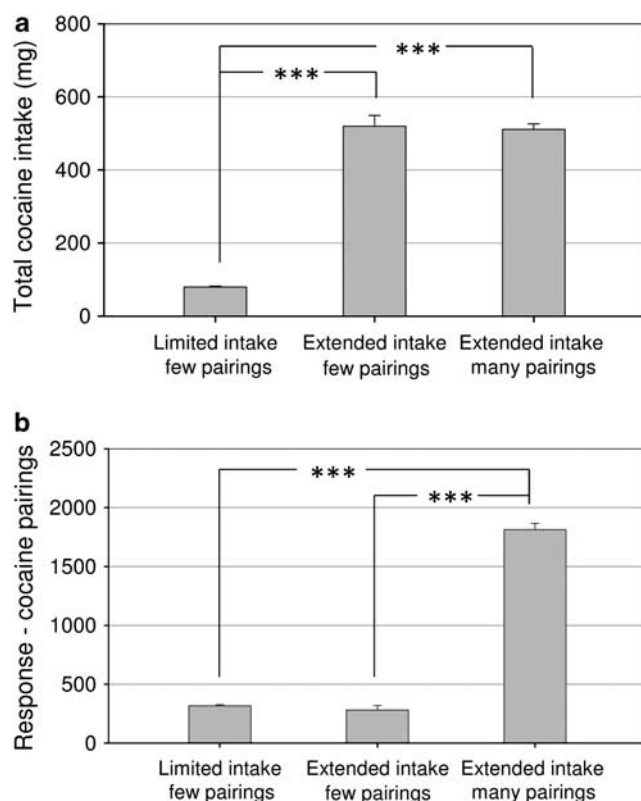 a
Total cocaine intake (mg)
800
600
400
200
0
***
***
Limited intake
few pairings
Extended intake
few pairings
Extended intake
many pairings
b
Response - cocaine pairings
2500
2000
1500
1000
500
0
***
***
Limited intake
few pairings
Extended intake
few pairings
Extended intake
many pairings